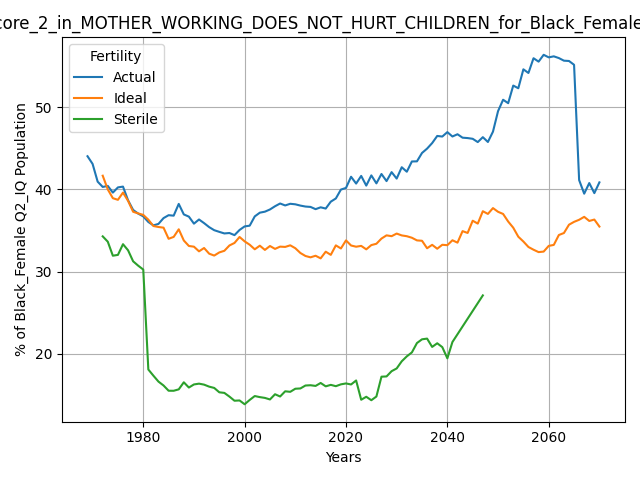 core_2_in_MOTHER_WORKING_DOES_NOT_HURT_CHILDREN_for_Black_Female
Fertility
Actual
Ideal
Sterile
% of Black_Female Q2_IQ Population
50
40
30
20
1980 2000 2020 2040 2060
Years